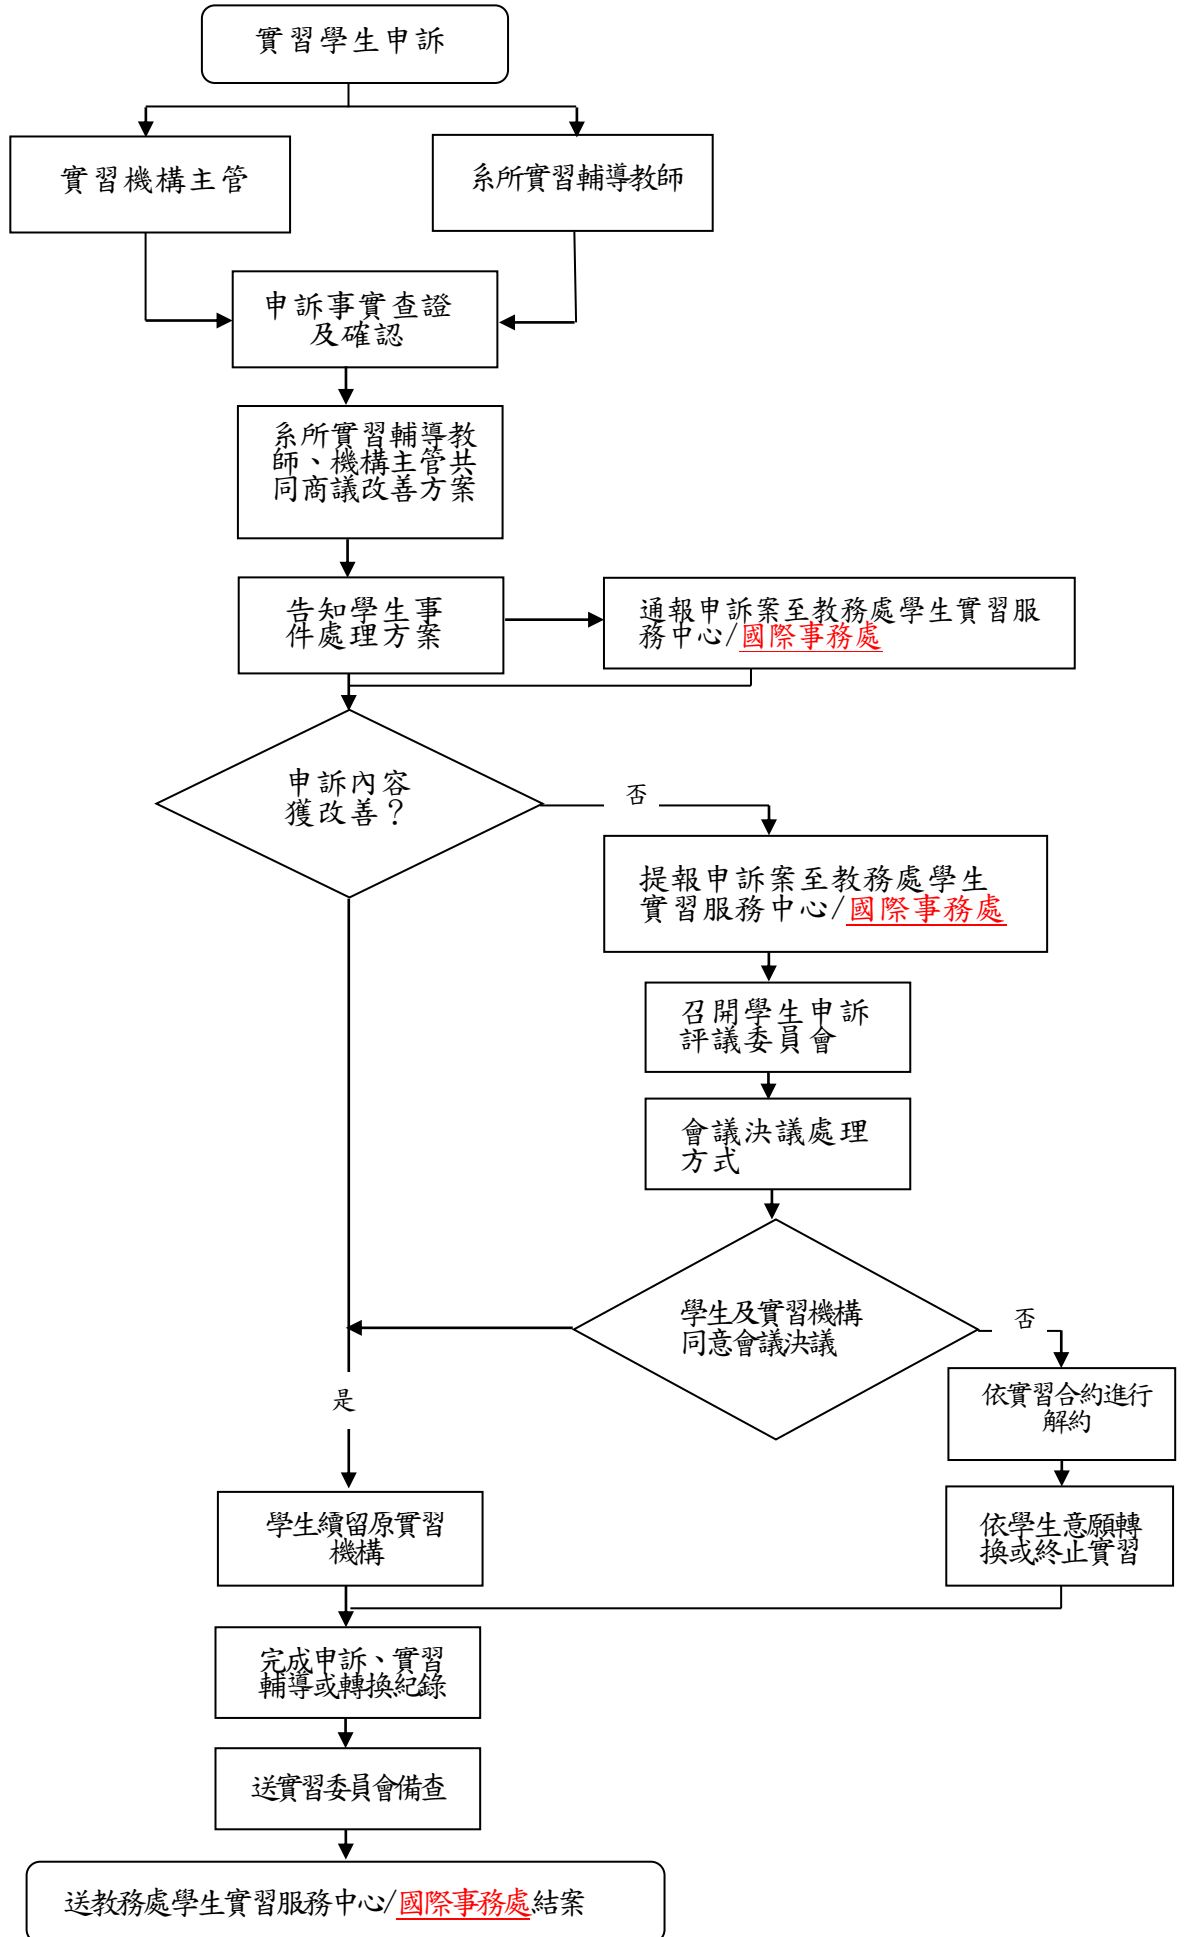 實習學生申訴
實習機構主管
系所實習輔導教師
申訴事實查證
及確認
系所實習輔導教
師、機構主管共
同商議改善方案
告知學生事
件處理方案
通報申訴案至教務處學生實習服
務中心/國際事務處
申訴內容
獲改善？
否
提報申訴案至教務處學生
實習服務中心/國際事務處
召開學生申訴
評議委員會
會議決議處理
方式
學生及實習機構
同意會議決議
否
依實習合約進行
解約
是
依學生意願轉
換或終止實習
學生續留原實習
機構
完成申訴、實習
輔導或轉換紀錄
送實習委員會備查
送教務處學生實習服務中心/國際事務處結案